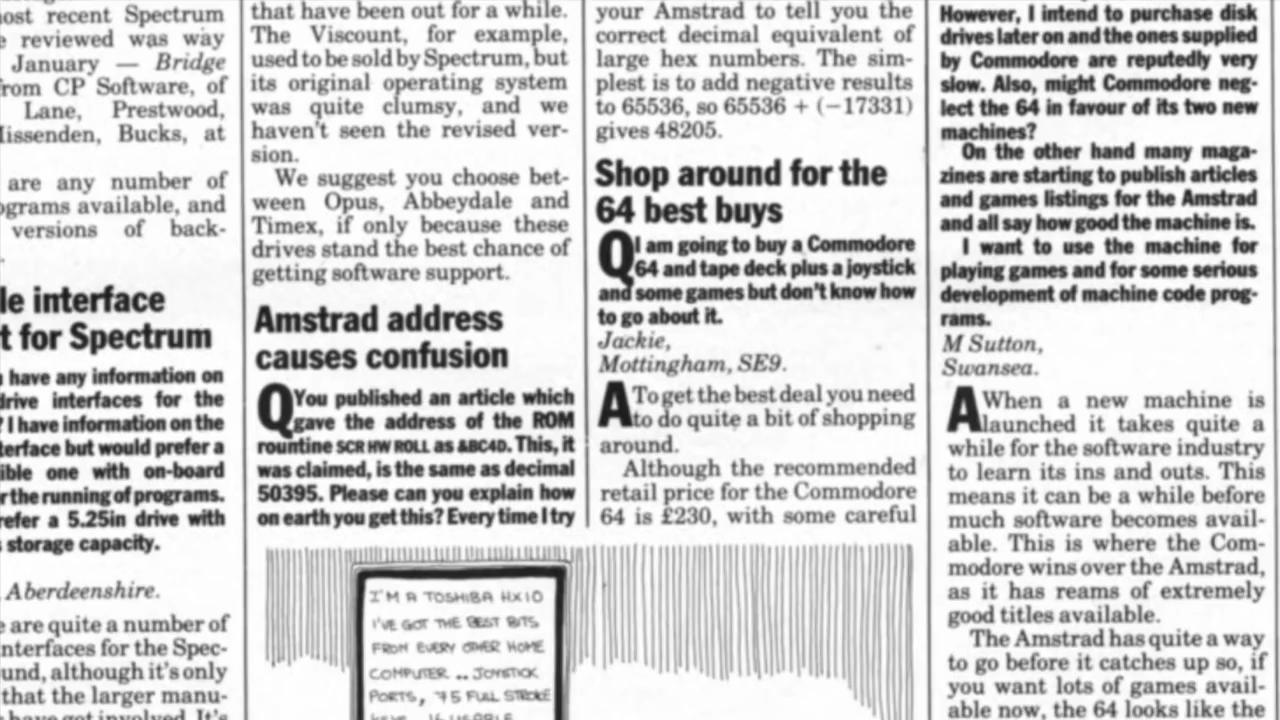 most recent Spectrum
reviewed was way
January — Bridge
from CP Software, of
Lane, Prestwood,
Missenden, Bucks, at
are any number of
programs available, and
versions of back-
le interface
t for Spectrum
have any information on
drive interfaces for the
? I have information on the
terface but would prefer a
ible one with on-board
r the running of programs.
refer a 5.25in drive with
storage capacity.
Aberdeenshire.
are quite a number of
interfaces for the Spec-
und, although it's only
that the larger manu-
have got involved. It's
that have been out for a while.
The Viscount, for example,
used to be sold by Spectrum, but
its original operating system
was quite clumsy, and we
haven't seen the revised ver-
sion.
We suggest you choose bet-
ween Opus, Abbeydale and
Timex, if only because these
drives stand the best chance of
getting software support.
Amstrad address
causes confusion
Q You published an article which
gave the address of the ROM
rountine SCR HW ROLL as &BC4D. This, it
was claimed, is the same as decimal
50395. Please can you explain how
on earth you get this? Every time I try
your Amstrad to tell you the
correct decimal equivalent of
large hex numbers. The sim-
plest is to add negative results
to 65536, so 65536 + (−17331)
gives 48205.
Shop around for the
64 best buys
Q I am going to buy a Commodore
64 and tape deck plus a joystick
and some games but don't know how
to go about it.
Jackie,
Mottingham, SE9.
A To get the best deal you need
to do quite a bit of shopping
around.
Although the recommended
retail price for the Commodore
64 is £230, with some careful
I'M A TOSHIBA HX10
I'VE GOT THE BEST BITS
FROM EVERY OTHER HOME
COMPUTER .. JOYSTICK
PORTS, 75 FULL STROKE
KEYS, 16 USEABLE
However, I intend to purchase disk
drives later on and the ones supplied
by Commodore are reputedly very
slow. Also, might Commodore neg-
lect the 64 in favour of its two new
machines?
On the other hand many maga-
zines are starting to publish articles
and games listings for the Amstrad
and all say how good the machine is.
I want to use the machine for
playing games and for some serious
development of machine code prog-
rams.
M Sutton,
Swansea.
A When a new machine is
launched it takes quite a
while for the software industry
to learn its ins and outs. This
means it can be a while before
much software becomes avail-
able. This is where the Com-
modore wins over the Amstrad,
as it has reams of extremely
good titles available.
The Amstrad has quite a way
to go before it catches up so, if
you want lots of games avail-
able now, the 64 looks like the